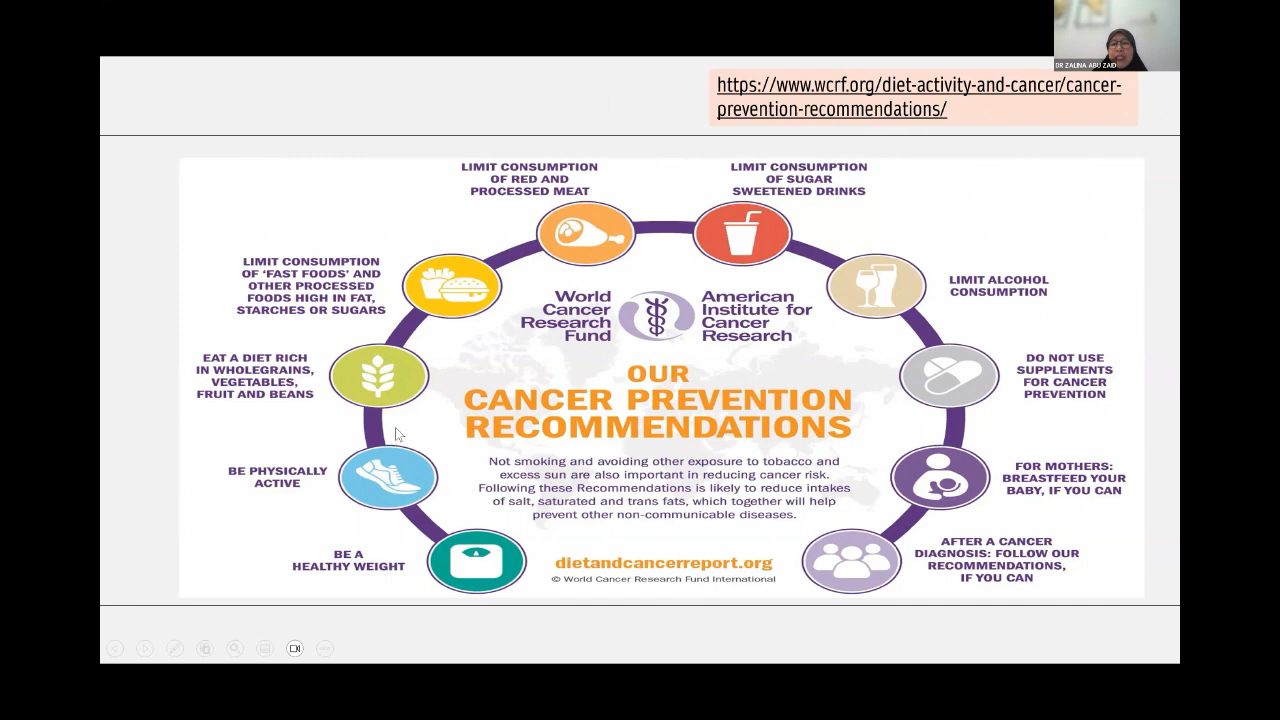 DR ZALINA ABU ZAID
https://www.wcrf.org/diet-activity-and-cancer/cancer-
prevention-recommendations/
LIMIT CONSUMPTION
OF RED AND
PROCESSED MEAT
LIMIT CONSUMPTION
OF SUGAR
SWEETENED DRINKS
LIMIT CONSUMPTION
OF ‘FAST FOODS’ AND
OTHER PROCESSED
FOODS HIGH IN FAT,
STARCHES OR SUGARS
LIMIT ALCOHOL
CONSUMPTION
World
Cancer
Research
Fund
American
Institute for
Cancer
Research
EAT A DIET RICH
IN WHOLEGRAINS,
VEGETABLES,
FRUIT AND BEANS
DO NOT USE
SUPPLEMENTS
FOR CANCER
PREVENTION
OUR
CANCER PREVENTION
RECOMMENDATIONS
Not smoking and avoiding other exposure to tobacco and
excess sun are also important in reducing cancer risk.
Following these Recommendations is likely to reduce intakes
of salt, saturated and trans fats, which together will help
prevent other non-communicable diseases.
BE PHYSICALLY
ACTIVE
FOR MOTHERS:
BREASTFEED YOUR
BABY, IF YOU CAN
BE A
HEALTHY WEIGHT
AFTER A CANCER
DIAGNOSIS: FOLLOW OUR
RECOMMENDATIONS,
IF YOU CAN
dietandcancerreport.org
© World Cancer Research Fund International